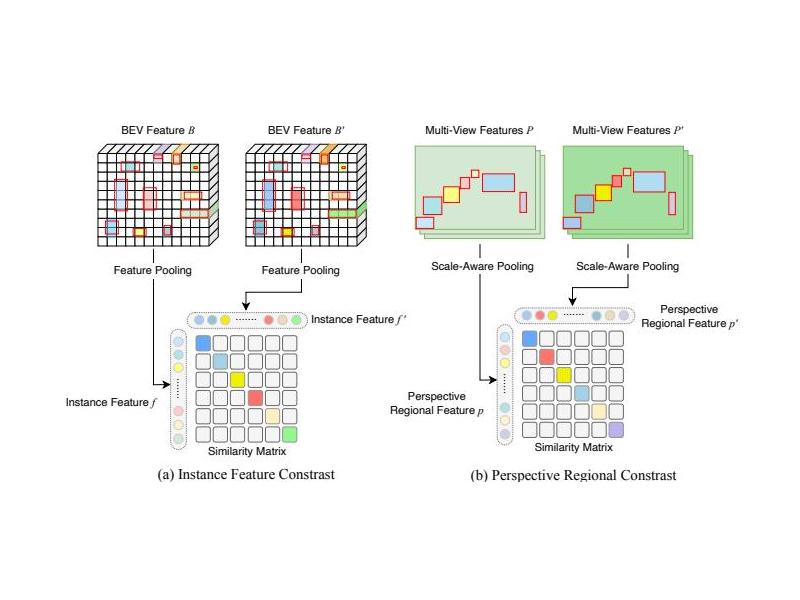 BEV Feature B
BEV Feature B'
Multi-View Features P
Multi-View Features P'
Feature Pooling
Feature Pooling
Scale-Aware Pooling
Scale-Aware Pooling
Instance Feature f'
Perspective
Regional Feature p'
Instance Feature f
Perspective
Regional Feature p
Similarity Matrix
Similarity Matrix
(a) Instance Feature Constrast
(b) Perspective Regional Constrast